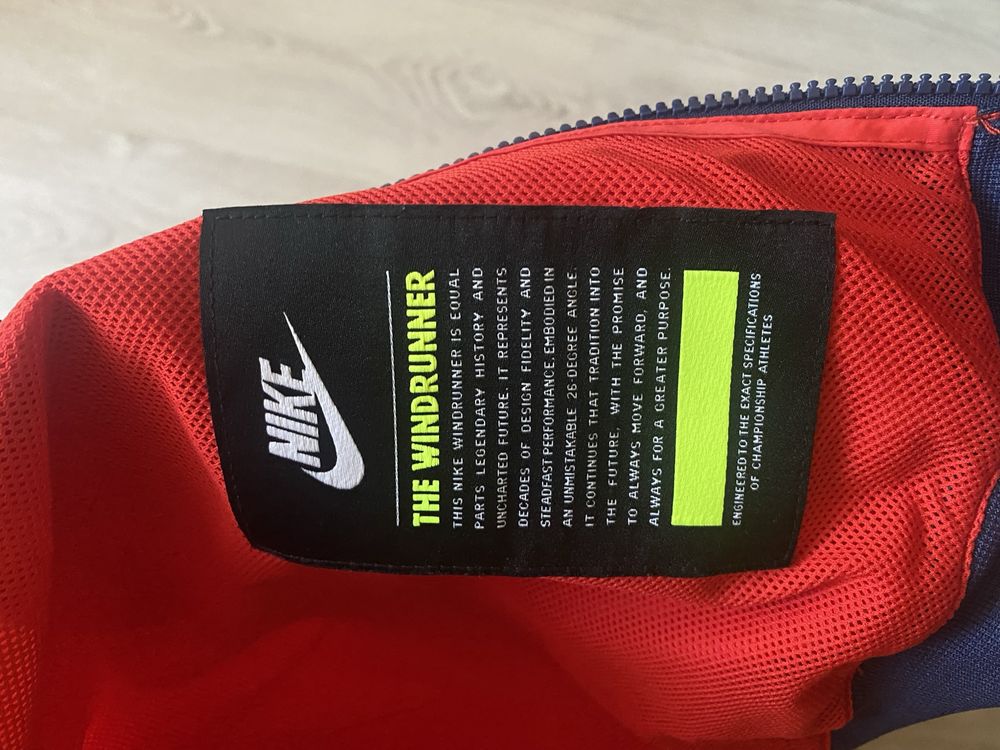 NIKE
THE WINDRUNNER
THIS NIKE WINDRUNNER IS EQUAL
PARTS LEGENDARY HISTORY AND
UNCHARTED FUTURE. IT REPRESENTS
DECADES OF DESIGN FIDELITY AND
STEADFAST PERFORMANCE. EMBODIED IN
AN UNMISTAKABLE 26-DEGREE ANGLE.
IT CONTINUES THAT TRADITION INTO
THE FUTURE, WITH THE PROMISE
TO ALWAYS MOVE FORWARD, AND
ALWAYS FOR A GREATER PURPOSE.
ENGINEERED TO THE EXACT SPECIFICATIONS
OF CHAMPIONSHIP ATHLETES